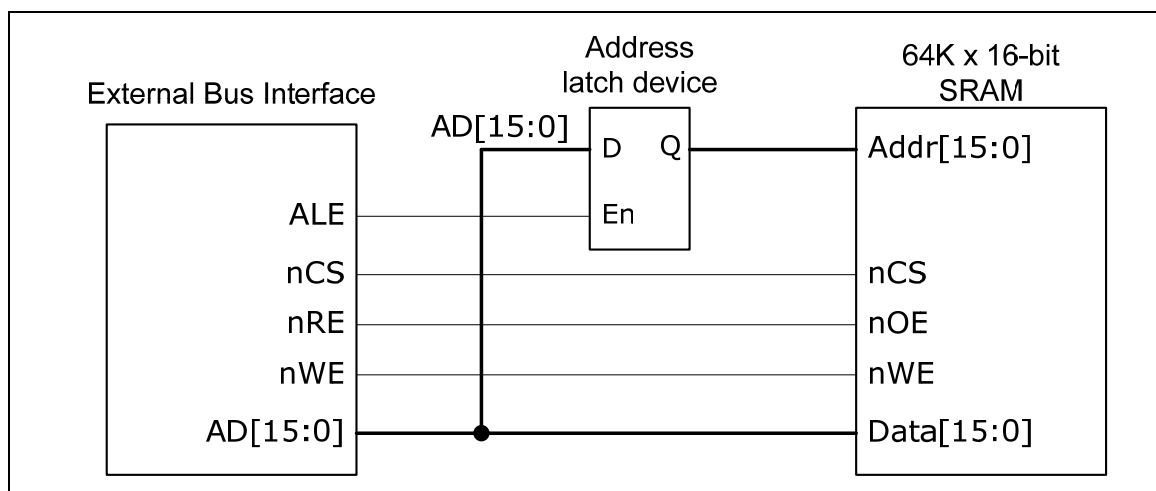 External Bus Interface
Address
latch device
64K x 16-bit
SRAM
AD[15:0]
D
Q
Addr[15:0]
ALE
En
nCS
nCS
nRE
nOE
nWE
nWE
AD[15:0]
Data[15:0]